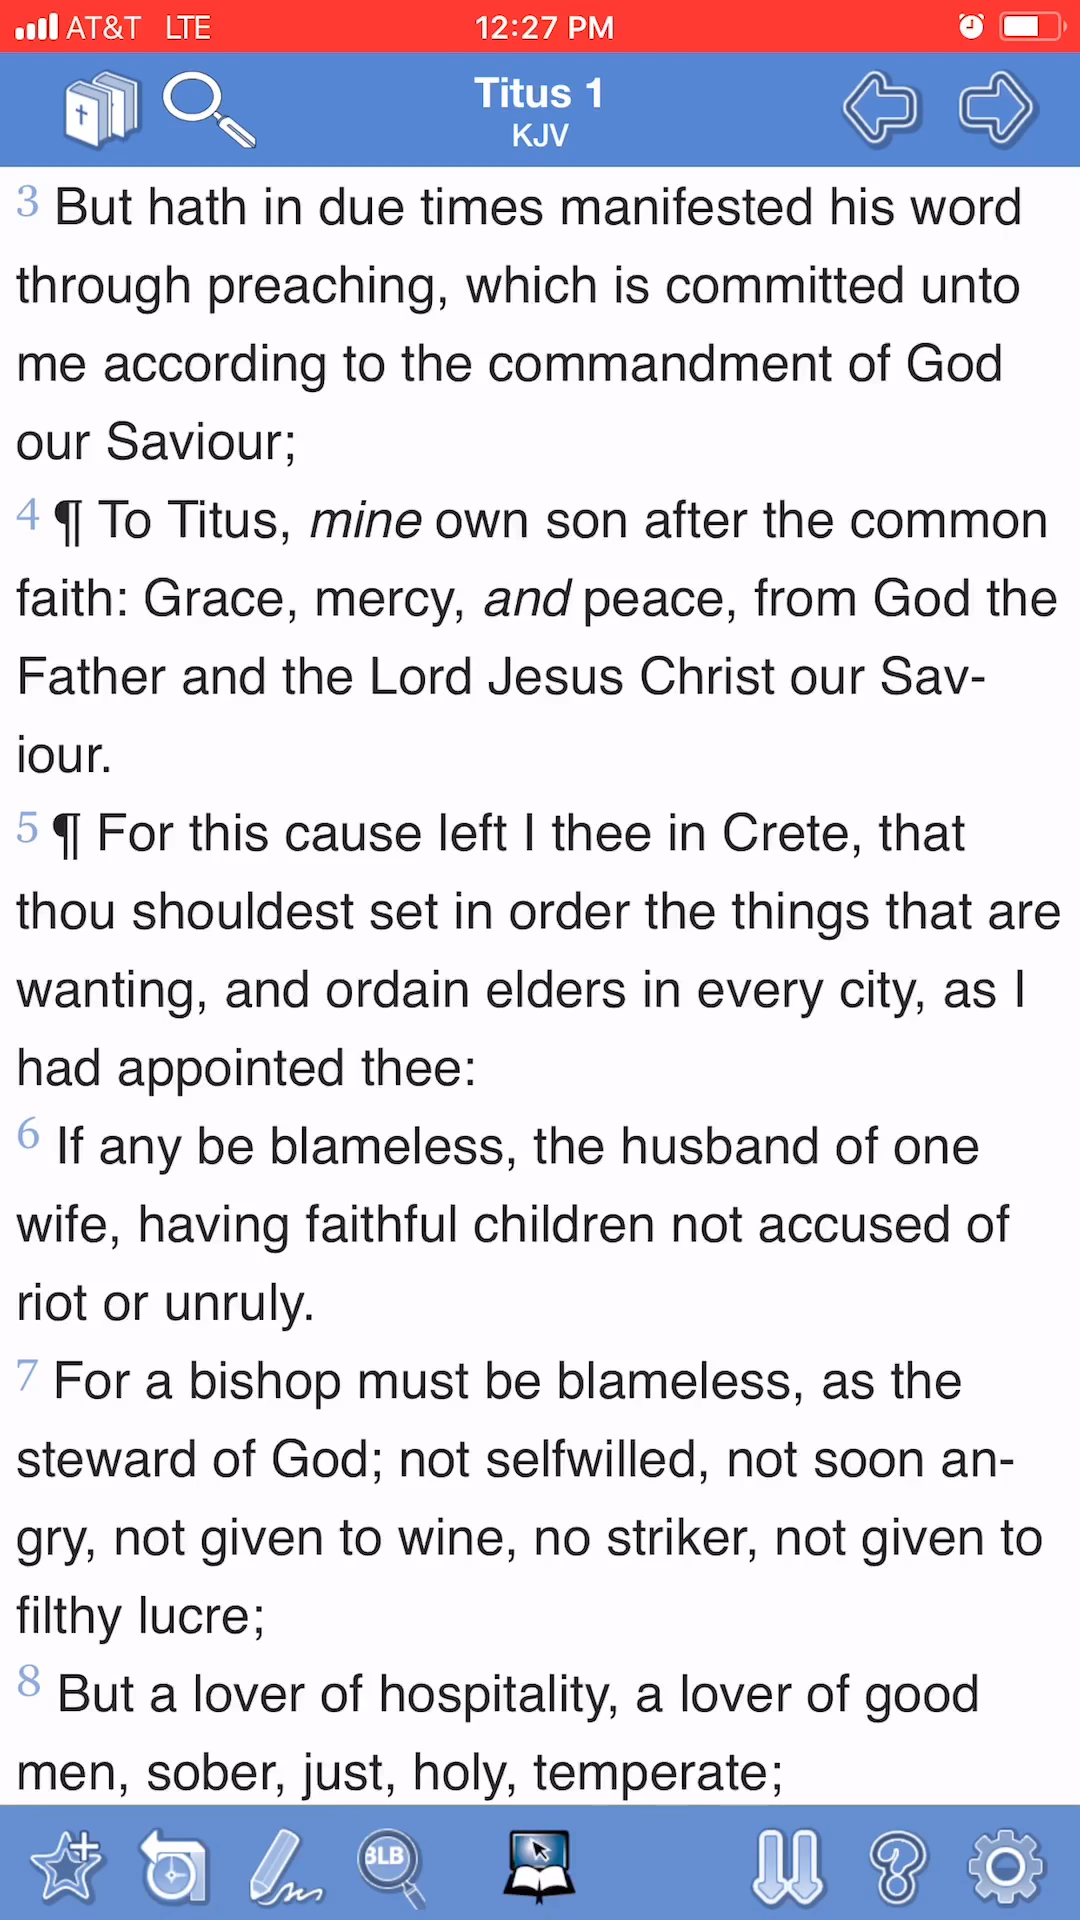 AT&T LTE 12:27 PM
Titus 1
KJV
3 But hath in due times manifested his word
through preaching, which is committed unto
me according to the commandment of God
our Saviour;
4 ¶ To Titus, mine own son after the common
faith: Grace, mercy, and peace, from God the
Father and the Lord Jesus Christ our Sav-
iour.
5 ¶ For this cause left I thee in Crete, that
thou shouldest set in order the things that are
wanting, and ordain elders in every city, as I
had appointed thee:
6 If any be blameless, the husband of one
wife, having faithful children not accused of
riot or unruly.
7 For a bishop must be blameless, as the
steward of God; not selfwilled, not soon an-
gry, not given to wine, no striker, not given to
filthy lucre;
8 But a lover of hospitality, a lover of good
men, sober, just, holy, temperate;
BLB